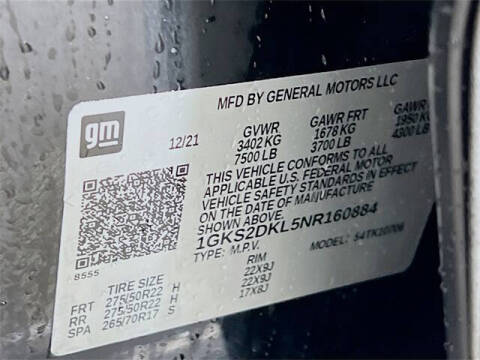 MFD BY GENERAL MOTORS LLC
gm
12/21
GVWR GAWR FRT GAWR
3402 KG 1678 KG 1950 KG
7500 LB 3700 LB 4300 LB
THIS VEHICLE CONFORMS TO ALL
APPLICABLE U.S. FEDERAL MOTOR
VEHICLE SAFETY STANDARDS IN
EFFECT ON THE DATE OF MANUFACTURE
SHOWN ABOVE.
1GKS2DKL5NR160884
TYPE: M.P.V. MODEL:
8555
TIRE SIZE RIM
FRT 275/50R22 H 22X9J
RR 275/50R22 H 22X9J
SPA 265/70R17 S 17X8J